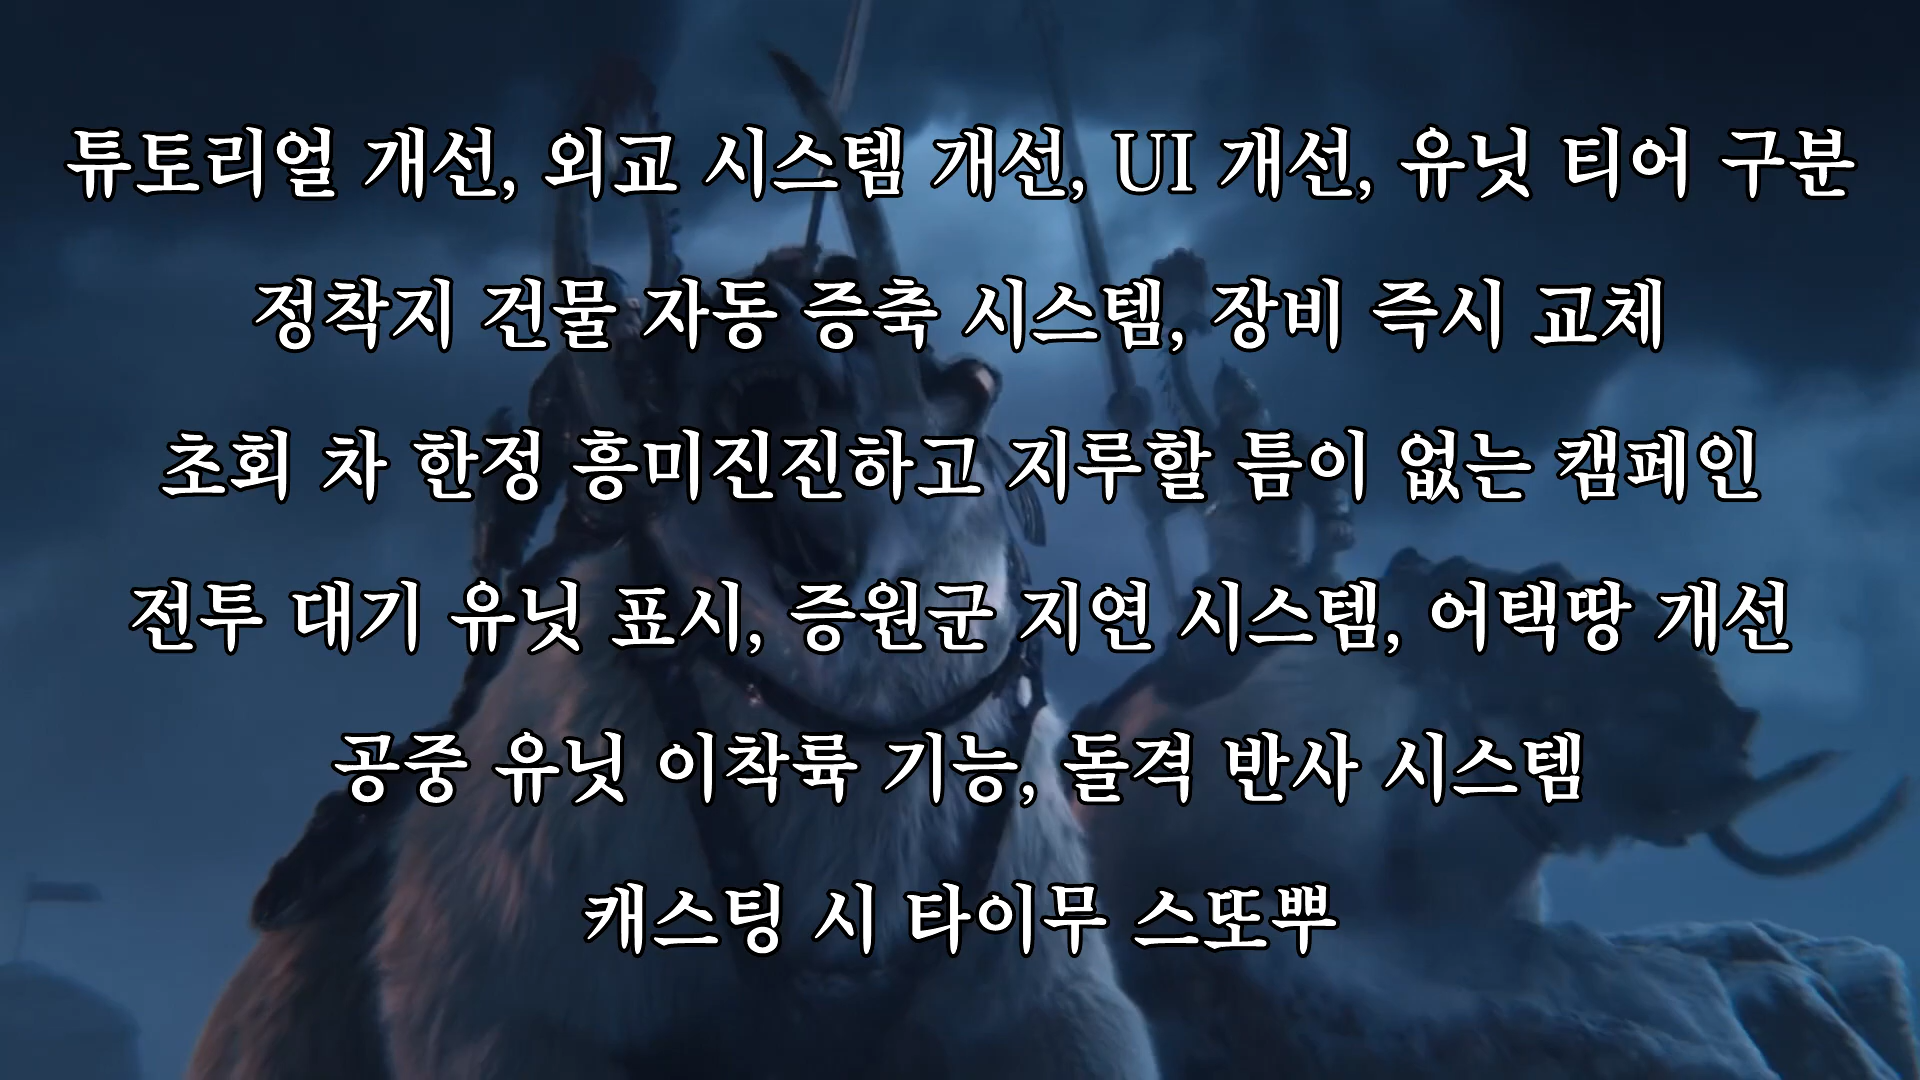 튜토리얼 개선, 외교 시스템 개선, UI 개선, 유닛 티어 구분
정착지 건물 자동 증축 시스템, 장비 즉시 교체
초회 차 한정 흥미진진하고 지루할 틈이 없는 캠페인
전투 대기 유닛 표시, 증원군 지연 시스템, 어택땅 개선
공중 유닛 이착륙 기능, 돌격 반사 시스템
캐스팅 시 타이무 스또뿌